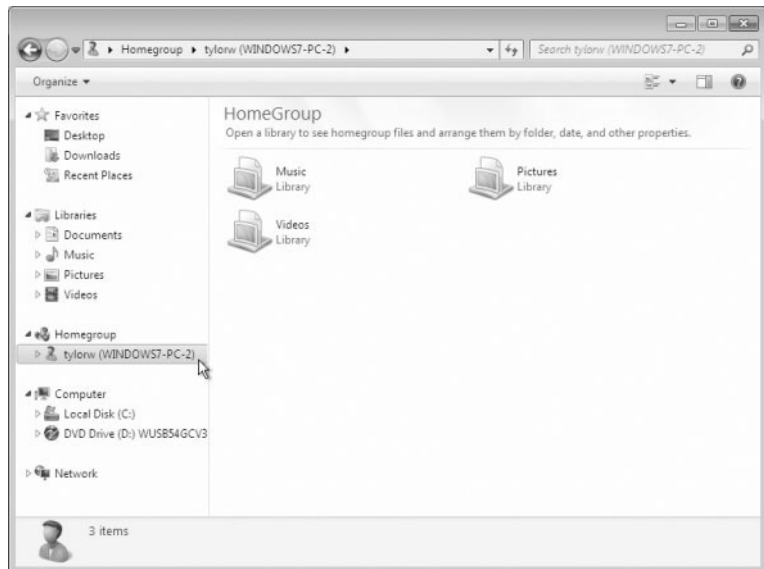 Homegroup tylorw (WINDOWS7-PC-2) Search tylorw (WINDOWS7-PC-2)
Organize
Favorites
Desktop
Downloads
Recent Places
Libraries
Documents
Music
Pictures
Videos
Homegroup
tylorw (WINDOWS7-PC-2)
Computer
Local Disk (C:)
DVD Drive (D:) WUSB54GCV3
Network
HomeGroup
Open a library to see homegroup files and arrange them by folder, date, and other properties.
Music
Library
Pictures
Library
Videos
Library
3 items